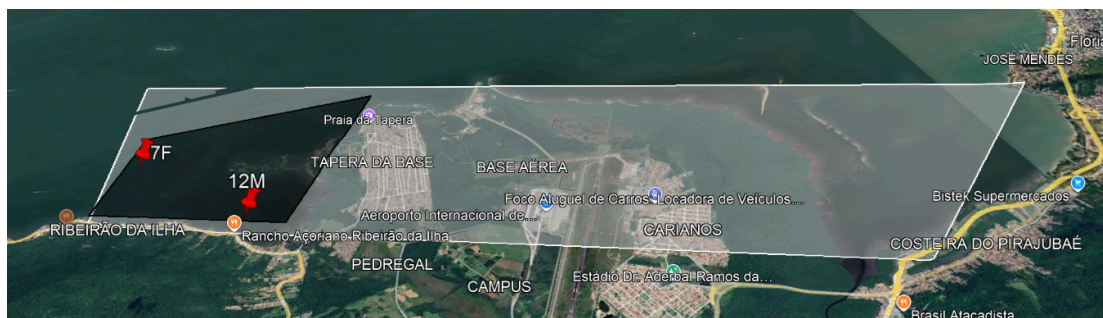 Floria
JOSÉ MENDES
Praia da Tapera
7F
TAPERA DA BASE
BASE AÉREA
12M
Bistek Supermercados
Foco Aluguel de Carros: Locadora de Veículos...
Aeroporto Internacional de...
RIBEIRÃO DA ILHA
Rancho Açoriano Ribeirão da Ilha
CARIANOS
COSTEIRA DO PIRAJUBAÉ
PEDREGAL
Estádio Dr. Aderbal Ramos da...
CAMPUS
Brasil Atacadista